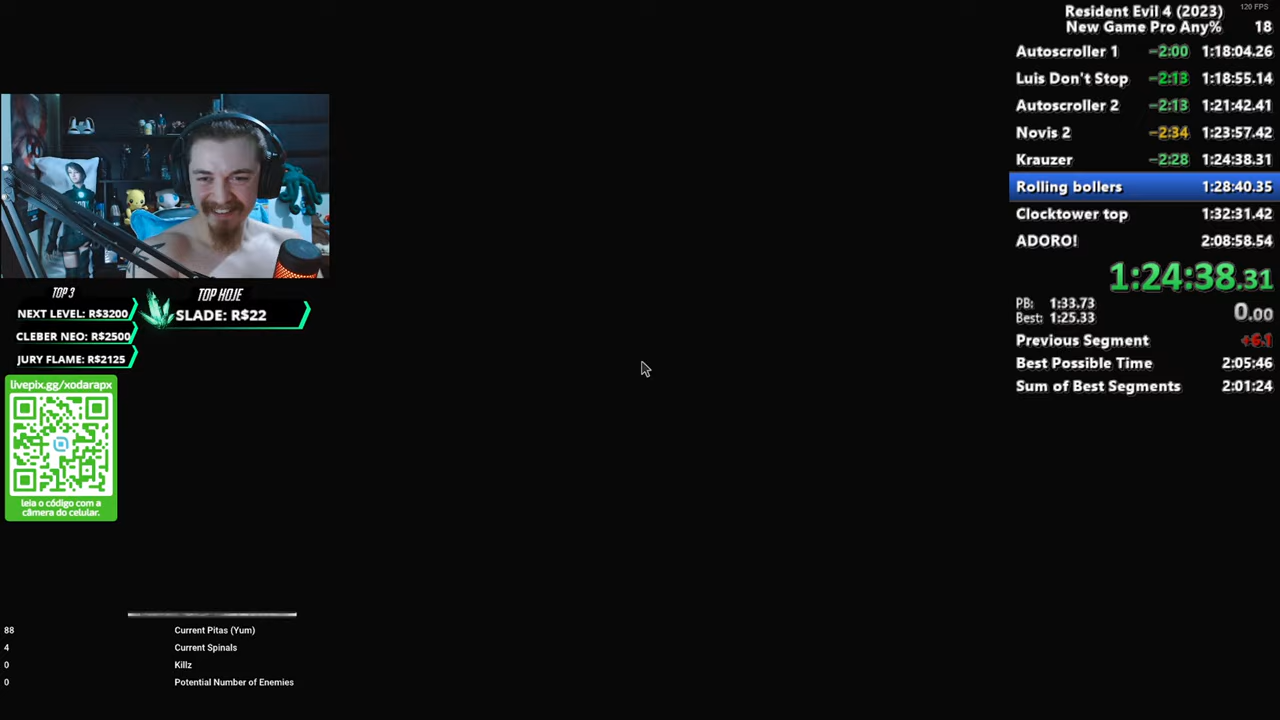 120 FPS
Resident Evil 4 (2023)
New Game Pro Any% 18
Autoscroller 1 -2:00 1:18:04.26
Luis Don't Stop -2:13 1:18:55.14
Autoscroller 2 -2:13 1:21:42.41
Novis 2 -2:34 1:23:57.42
Krauzer -2:28 1:24:38.31
Rolling bollers 1:28:40.35
Clocktower top 1:32:31.42
ADORO! 2:08:58.54
1:24:38.31
PB: 1:33.73
Best: 1:25.33
0.00
Previous Segment +6.1
Best Possible Time 2:05:46
Sum of Best Segments 2:01:24
TOP 3
NEXT LEVEL: R$3200
CLEBER NEO: R$2500
JURY FLAME: R$2125
TOP HOJE
SLADE: R$22
livepix.gg/xodarapx
leia o código com a
câmera do celular.
88 Current Pitas (Yum)
4 Current Spinals
0 Killz
0 Potential Number of Enemies